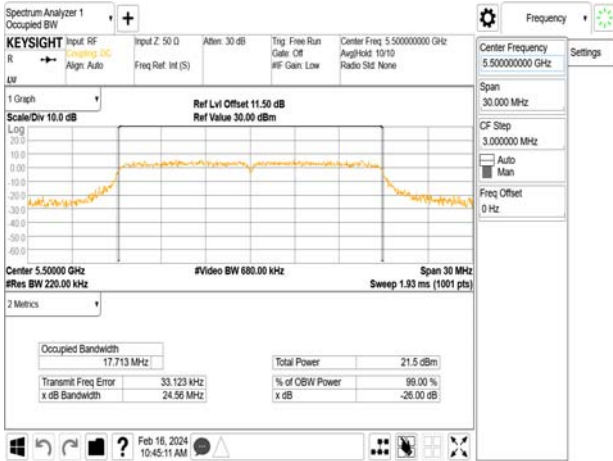 Spectrum Analyzer 1
Occupied BW
+
Frequency
KEYSIGHT
R
LVI
Input: RF
Coupling: DC
Align: Auto
Input Z: 50 Ω
Freq Ref: Int (S)
Atten: 30 dB
Trig: Free Run
Gate: Off
#IF Gain: Low
Center Freq: 5.500000000 GHz
Avg|Hold: 10/10
Radio Std: None
Center Frequency
5.500000000 GHz
Settings
Span
30.000 MHz
CF Step
3.000000 MHz
Auto
Man
Freq Offset
0 Hz
1 Graph
Scale/Div 10.0 dB
Ref Lvl Offset 11.50 dB
Ref Value 30.00 dBm
Log
20.0
10.0
0.00
-10.0
-20.0
-30.0
-40.0
-50.0
-60.0
Center 5.50000 GHz
#Res BW 220.00 kHz
#Video BW 680.00 kHz
Span 30 MHz
Sweep 1.93 ms (1001 pts)
2 Metrics
Occupied Bandwidth
17.713 MHz
Total Power 21.5 dBm
Transmit Freq Error 33.123 kHz
% of OBW Power 99.00 %
x dB Bandwidth 24.56 MHz
x dB -26.00 dB
?
Feb 16, 2024
10:45:11 AM